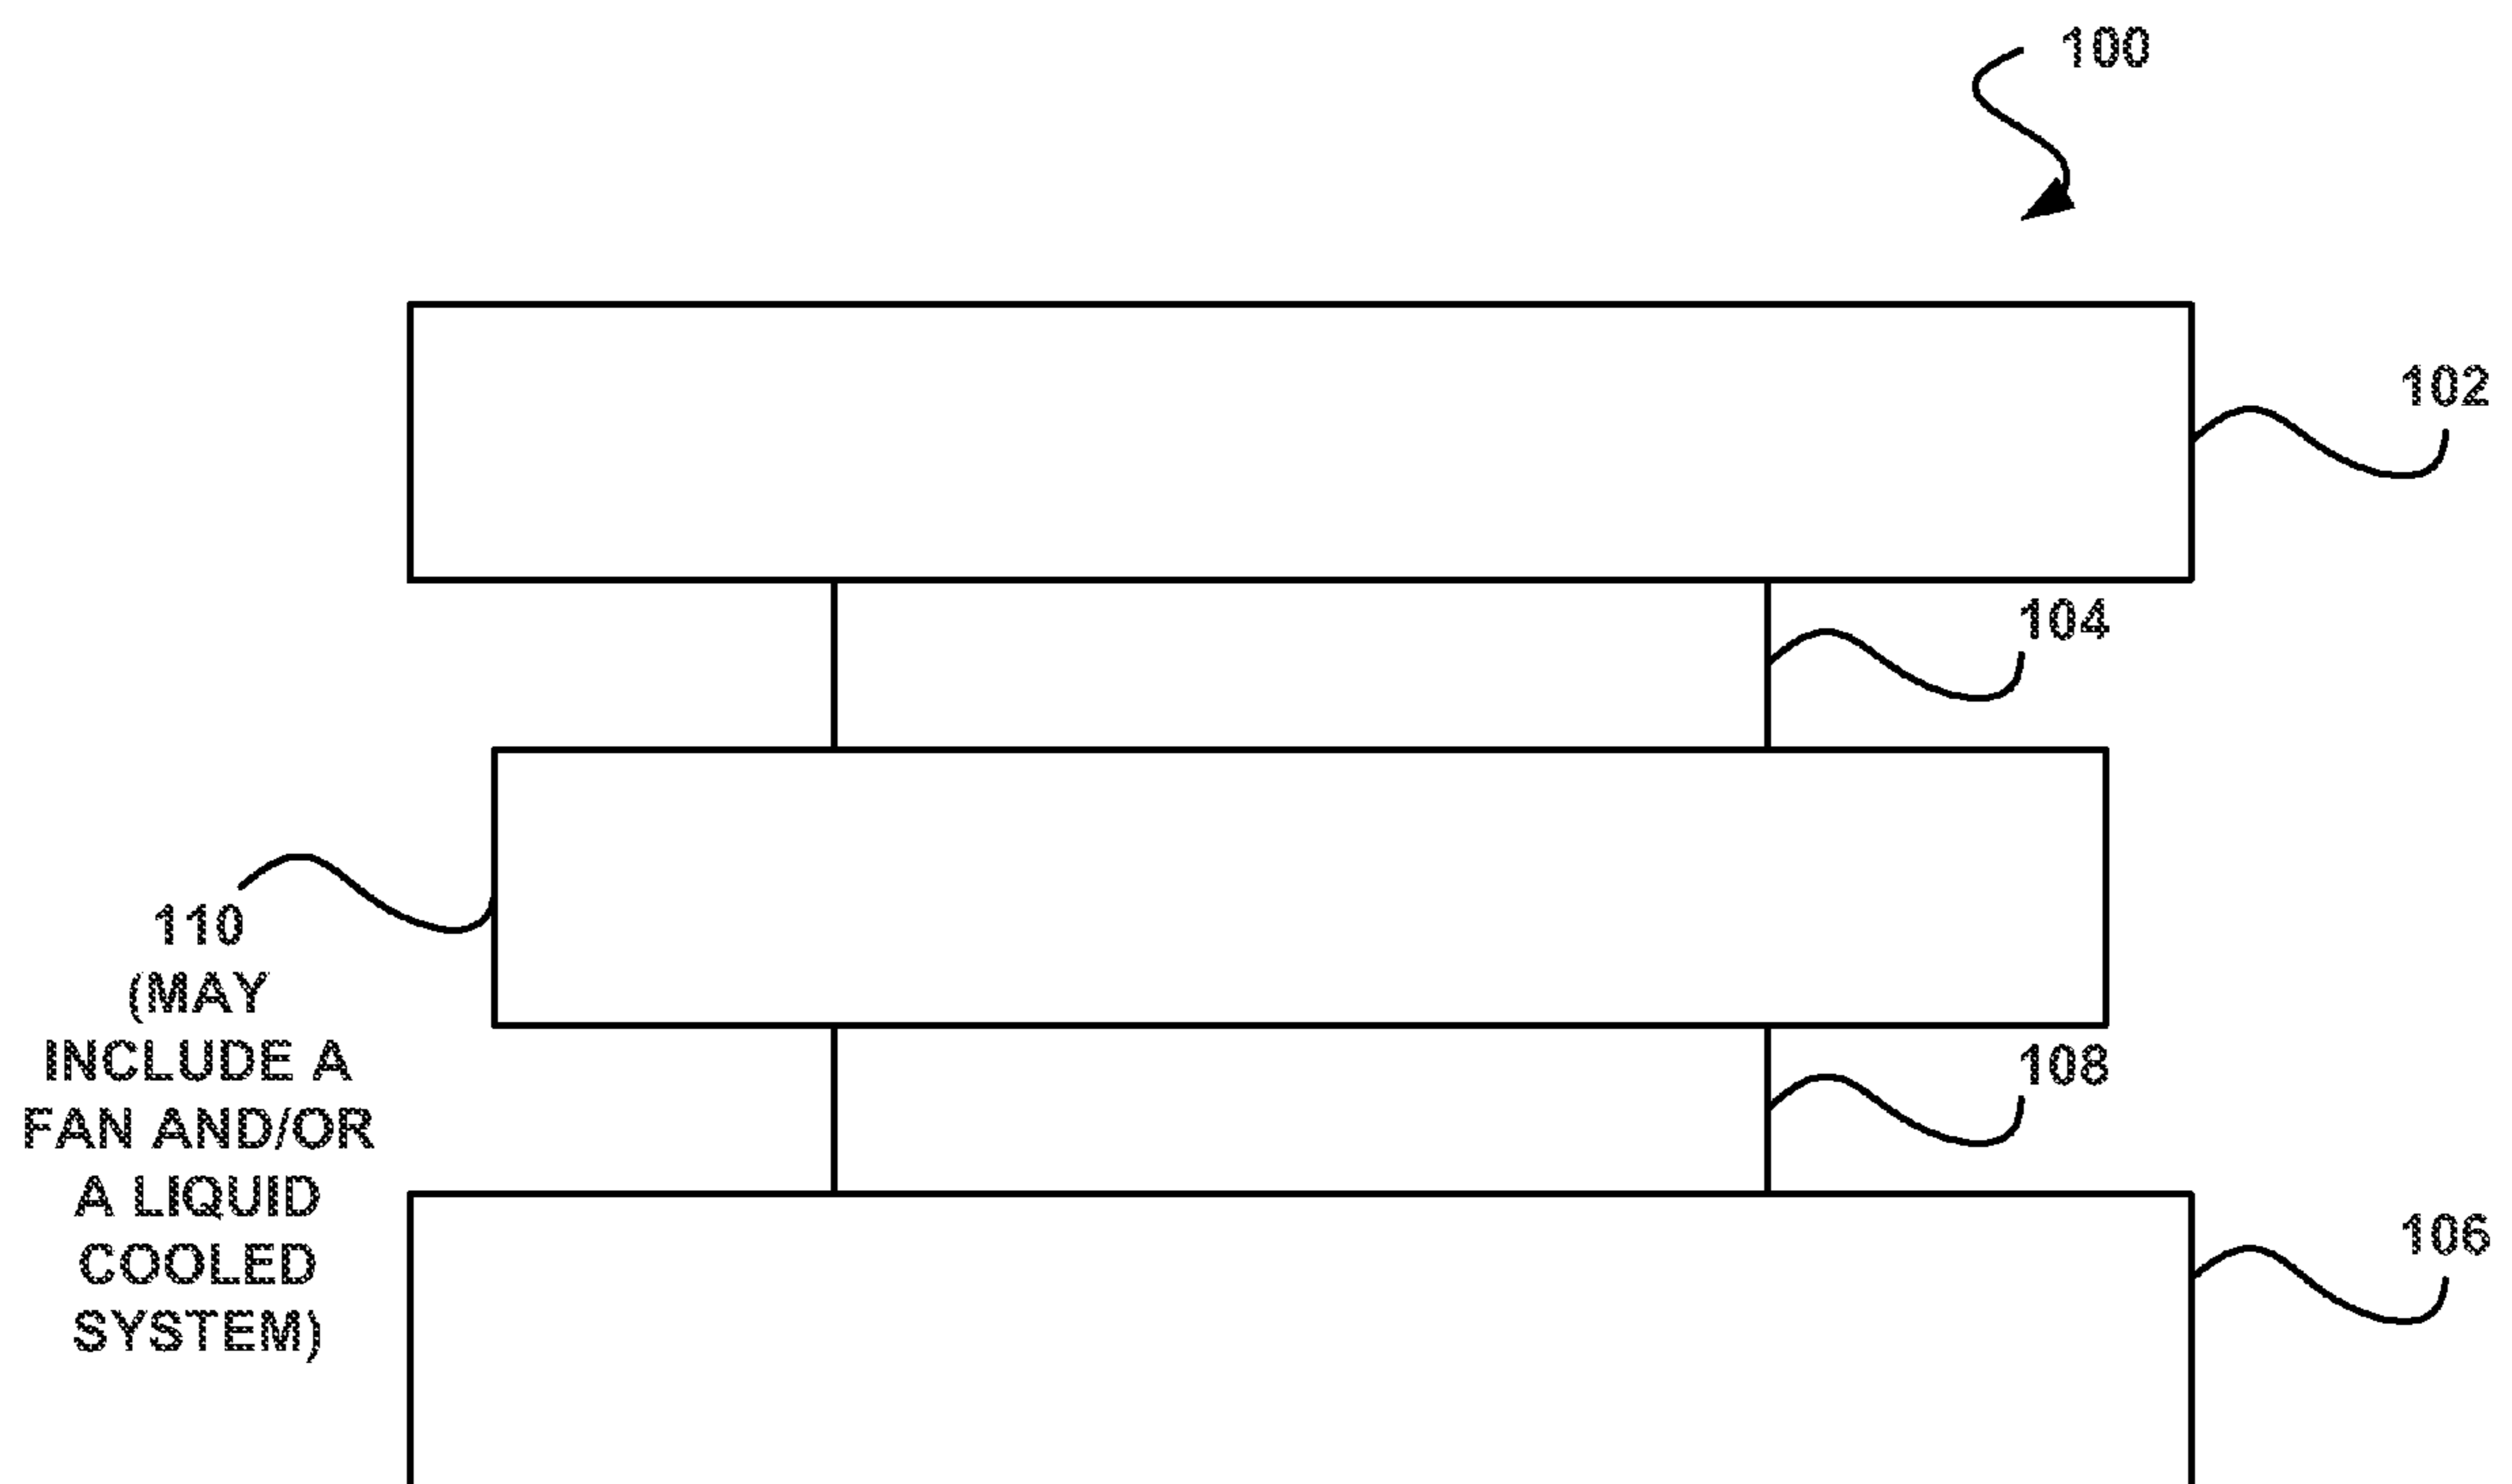 100
102
104
110
(MAY
INCLUDE A
FAN AND/OR
A LIQUID
COOLED
SYSTEM)
108
106